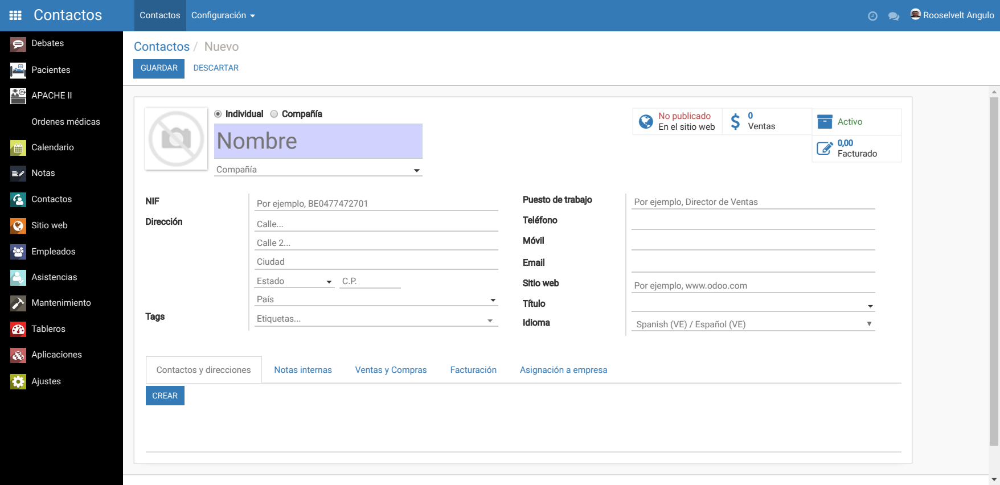 Contactos
Contactos
Configuración
Rooselvelt Angulo
Debates
Pacientes
APACHE II
Ordenes médicas
Calendario
Notas
Contactos
Sitio web
Empleados
Asistencias
Mantenimiento
Tableros
Aplicaciones
Ajustes
Contactos / Nuevo
GUARDAR DESCARTAR
Individual Compañía
Nombre
Compañía
No publicado
En el sitio web
$ 0
Ventas
Activo
0,00
Facturado
NIF
Por ejemplo, BE0477472701
Dirección
Calle...
Calle 2...
Ciudad
Estado C.P.
País
Tags
Etiquetas...
Puesto de trabajo
Por ejemplo, Director de Ventas
Teléfono
Móvil
Email
Sitio web
Por ejemplo, www.odoo.com
Título
Idioma
Spanish (VE) / Español (VE)
Contactos y direcciones Notas internas Ventas y Compras Facturación Asignación a empresa
CREAR